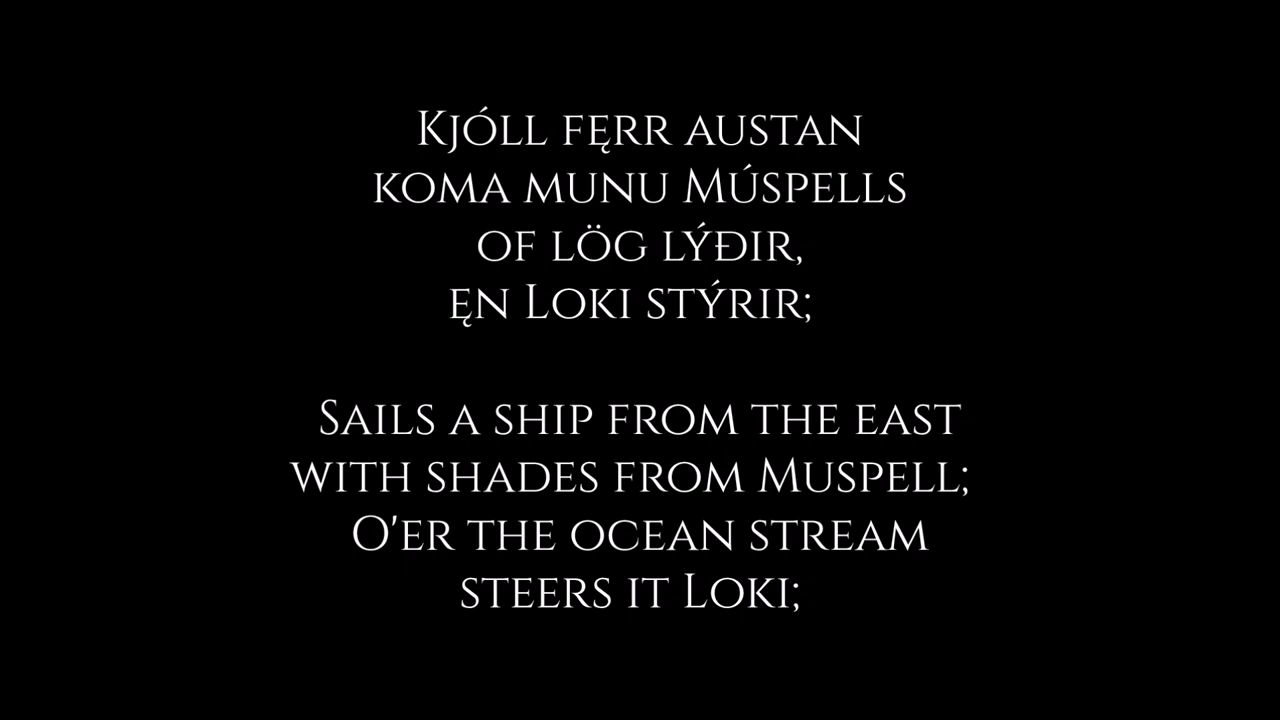 Kjóll fęrr austan
koma munu Múspells
of lög lýðir,
ęn Loki stýrir;
Sails a ship from the east
with shades from Muspell;
O'er the ocean stream
steers it Loki;